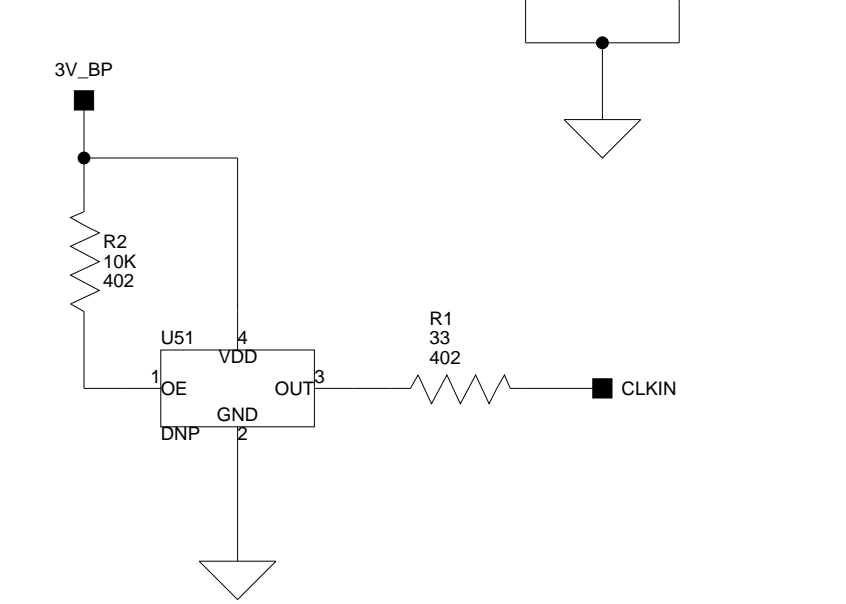 3V_BP
R2
10K
402
R1
33
402
U51
4
VDD
1
OE
OUT
3
CLKIN
GND
DNP
2